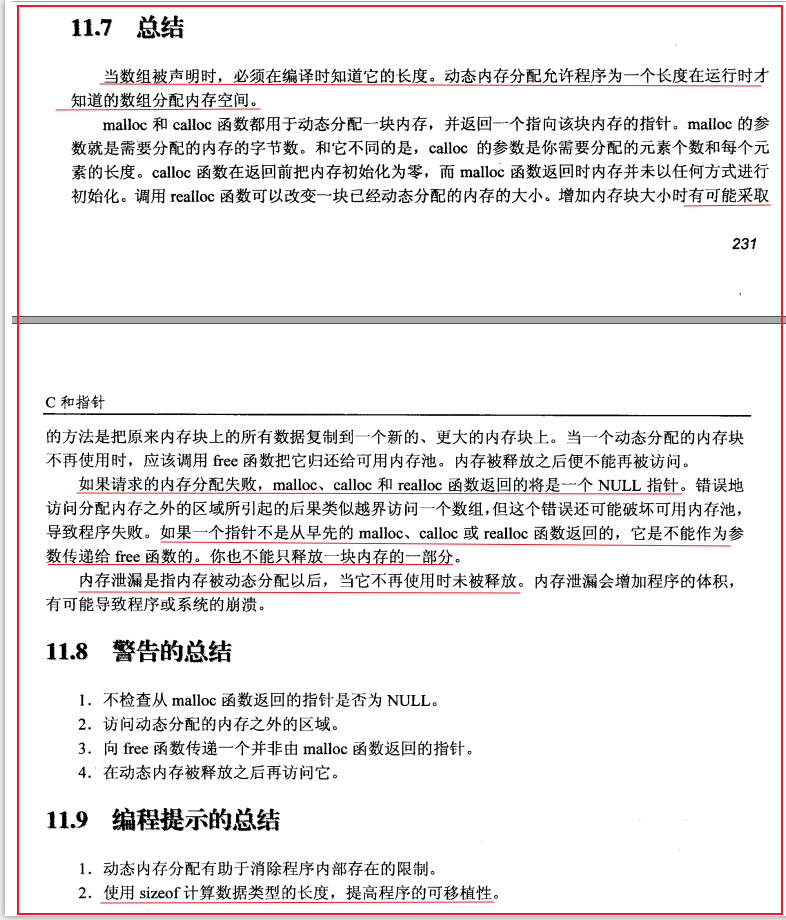 11.7 总结
当数组被声明时，必须在编译时知道它的长度。动态内存分配允许程序为一个长度在运行时才
知道的数组分配内存空间。
malloc 和 calloc 函数都用于动态分配一块内存，并返回一个指向该块内存的指针。malloc 的参
数就是需要分配的内存的字节数。和它不同的是，calloc 的参数是你需要分配的元素个数和每个元
素的长度。calloc 函数在返回前把内存初始化为零，而 malloc 函数返回时内存并未以任何方式进行
初始化。调用 realloc 函数可以改变一块已经动态分配的内存的大小。增加内存块大小时有可能采取
231
C 和指针
的方法是把原来内存块上的所有数据复制到一个新的、更大的内存块上。当一个动态分配的内存块
不再使用时，应该调用 free 函数把它归还给可用内存池。内存被释放之后便不能再被访问。
如果请求的内存分配失败，malloc、calloc 和 realloc 函数返回的将是一个 NULL 指针。错误地
访问分配内存之外的区域所引起的后果类似越界访问一个数组，但这个错误还可能破坏可用内存池，
导致程序失败。如果一个指针不是从早先的 malloc、calloc 或 realloc 函数返回的，它是不能作为参
数传递给 free 函数的。你也不能只释放一块内存的一部分。
内存泄漏是指内存被动态分配以后，当它不再使用时未被释放。内存泄漏会增加程序的体积，
有可能导致程序或系统的崩溃。
11.8 警告的总结
1．不检查从 malloc 函数返回的指针是否为 NULL。
2．访问动态分配的内存之外的区域。
3．向 free 函数传递一个并非由 malloc 函数返回的指针。
4．在动态内存被释放之后再访问它。
11.9 编程提示的总结
1．动态内存分配有助于消除程序内部存在的限制。
2．使用 sizeof 计算数据类型的长度，提高程序的可移植性。